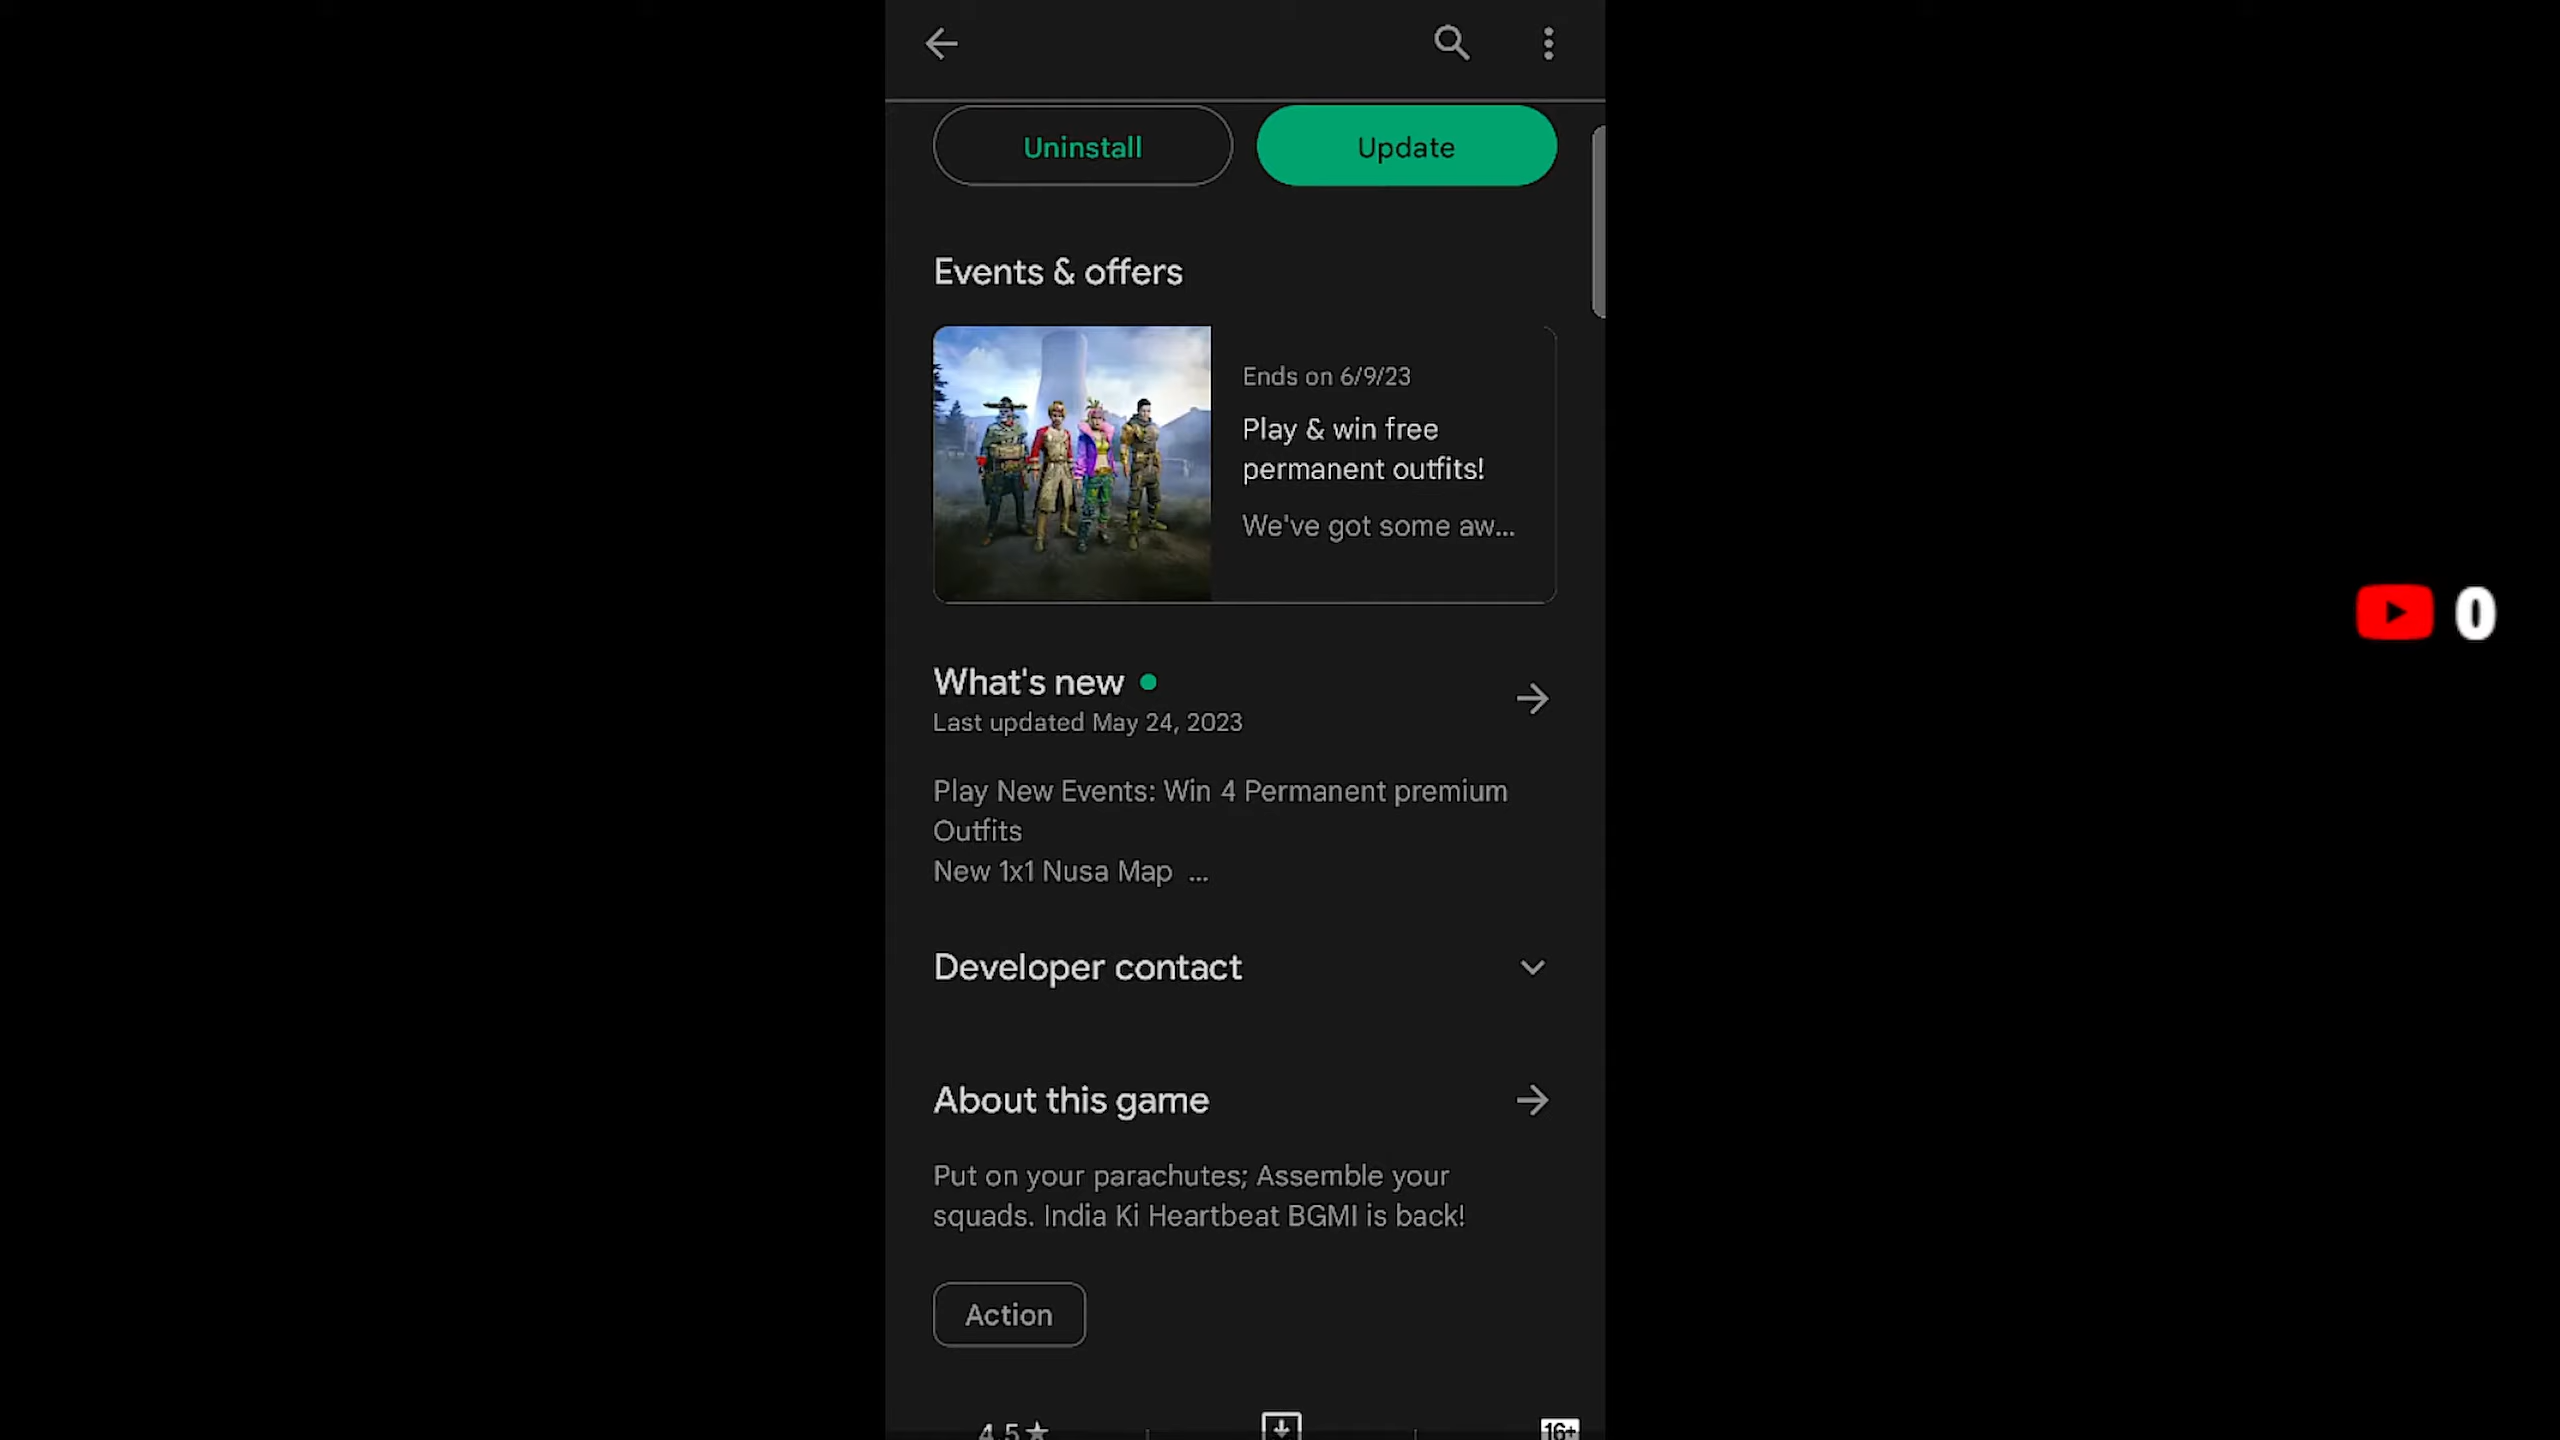 Uninstall
Update
Events & offers
Ends on 6/9/23
Play & win free
permanent outfits!
We've got some aw...
0
What's new
Last updated May 24, 2023
Play New Events: Win 4 Permanent premium
Outfits
New 1x1 Nusa Map ...
Developer contact
About this game
Put on your parachutes; Assemble your
squads. India Ki Heartbeat BGMI is back!
Action
4.5★
16+